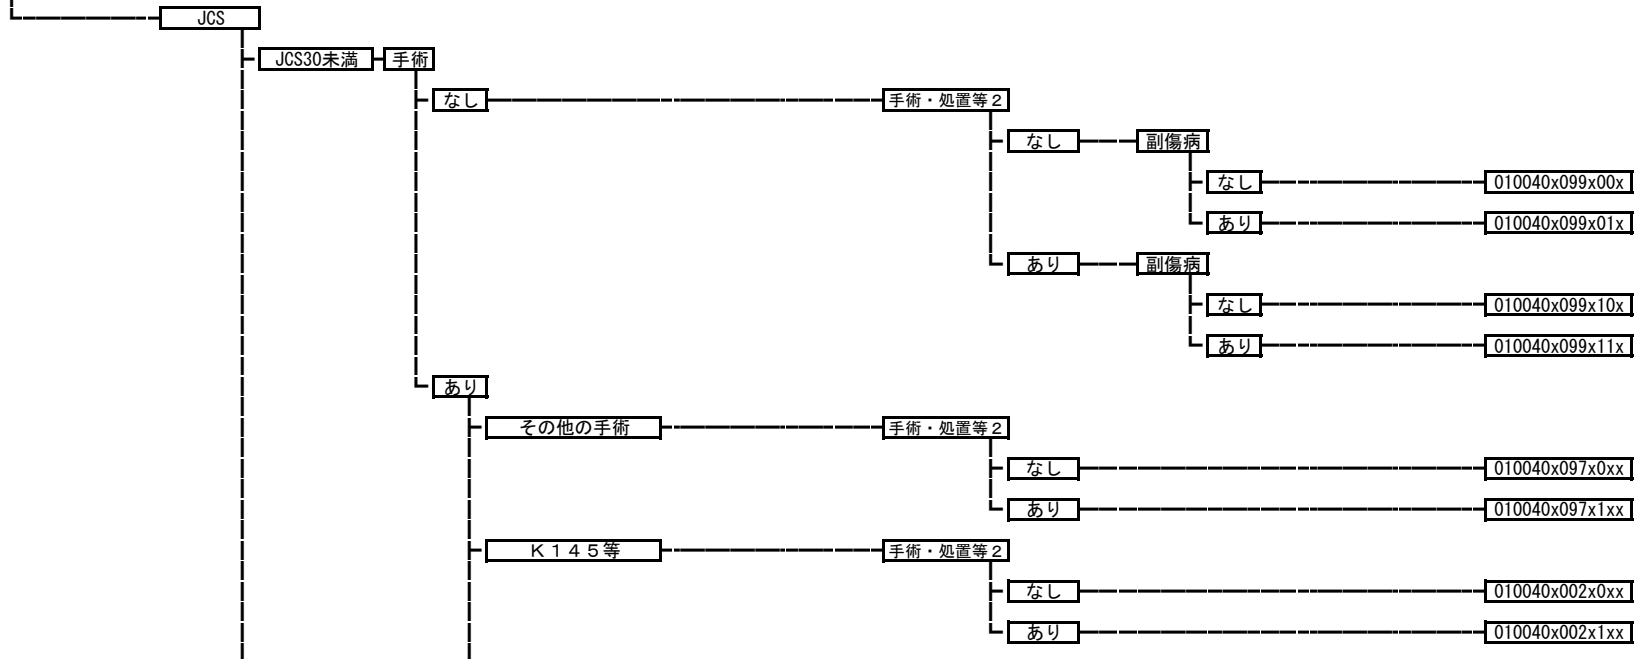 JCS
JCS30未満 手術
なし 手術・処置等２
なし 副傷病
なし 010040x099x00x
あり 010040x099x01x
あり 副傷病
なし 010040x099x10x
あり 010040x099x11x
あり
その他の手術 手術・処置等２
なし 010040x097x0xx
あり 010040x097x1xx
Ｋ１４５等 手術・処置等２
なし 010040x002x0xx
あり 010040x002x1xx